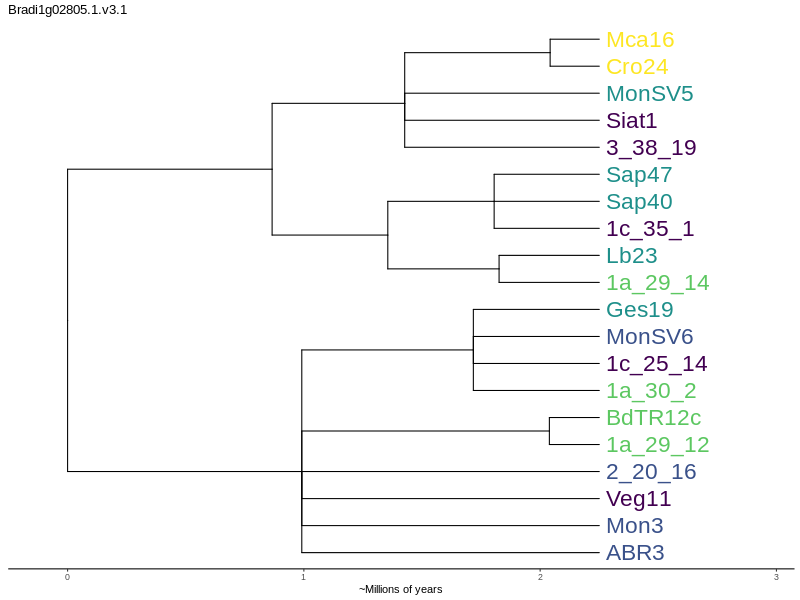 Bradi1g02805.1.v3.1
Mca16
Cro24
MonSV5
Siat1
3_38_19
Sap47
Sap40
1c_35_1
Lb23
1a_29_14
Ges19
MonSV6
1c_25_14
1a_30_2
BdTR12c
1a_29_12
2_20_16
Veg11
Mon3
ABR3
0 1 2 3
~Millions of years